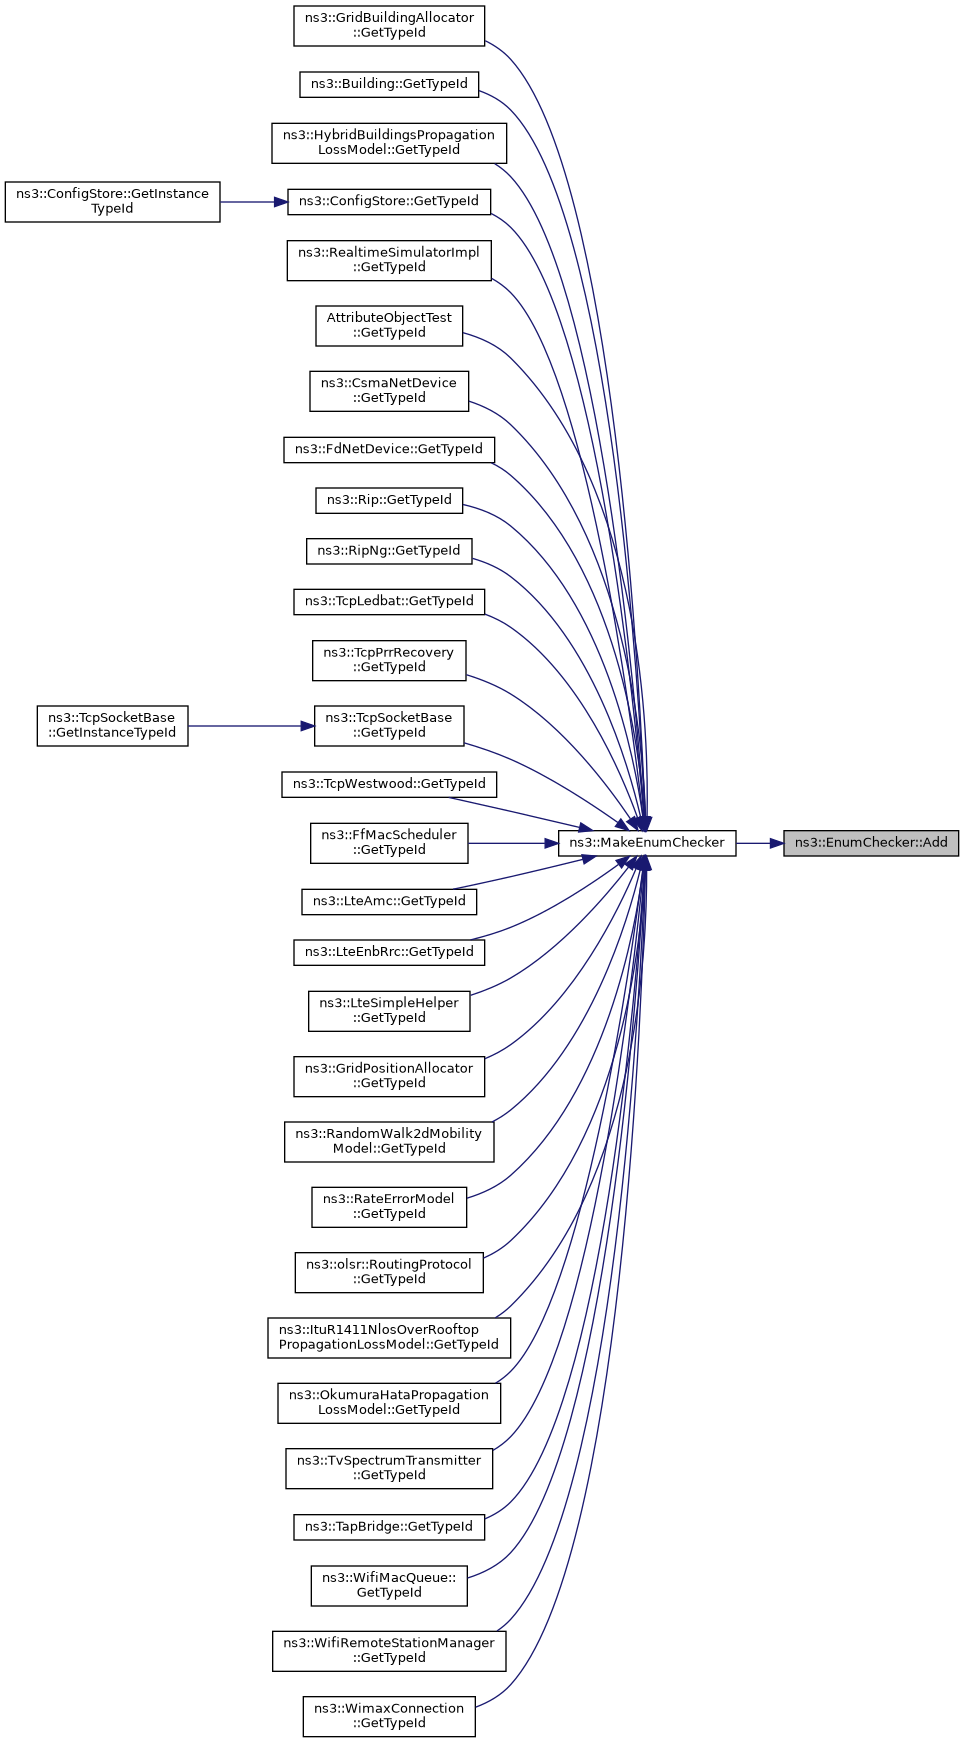 ns3::GridBuildingAllocator
::GetTypeId
ns3::Building::GetTypeId
ns3::HybridBuildingsPropagation
LossModel::GetTypeId
ns3::ConfigStore::GetInstance
TypeId
ns3::ConfigStore::GetTypeId
ns3::RealtimeSimulatorImpl
::GetTypeId
AttributeObjectTest
::GetTypeId
ns3::CsmaNetDevice
::GetTypeId
ns3::FdNetDevice::GetTypeId
ns3::Rip::GetTypeId
ns3::RipNg::GetTypeId
ns3::TcpLedbat::GetTypeId
ns3::TcpPrrRecovery
::GetTypeId
ns3::TcpSocketBase
::GetInstanceTypeId
ns3::TcpSocketBase
::GetTypeId
ns3::TcpWestwood::GetTypeId
ns3::FfMacScheduler
::GetTypeId
ns3::MakeEnumChecker
ns3::EnumChecker::Add
ns3::LteAmc::GetTypeId
ns3::LteEnbRrc::GetTypeId
ns3::LteSimpleHelper
::GetTypeId
ns3::GridPositionAllocator
::GetTypeId
ns3::RandomWalk2dMobility
Model::GetTypeId
ns3::RateErrorModel
::GetTypeId
ns3::olsr::RoutingProtocol
::GetTypeId
ns3::ItuR1411NlosOverRooftop
PropagationLossModel::GetTypeId
ns3::OkumuraHataPropagation
LossModel::GetTypeId
ns3::TvSpectrumTransmitter
::GetTypeId
ns3::TapBridge::GetTypeId
ns3::WifiMacQueue::
GetTypeId
ns3::WifiRemoteStationManager
::GetTypeId
ns3::WimaxConnection
::GetTypeId